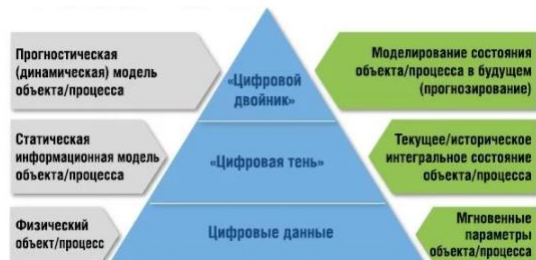 Прогностическая
(динамическая) модель
объекта/процесса
«Цифровой
двойник»
Моделирование состояния
объекта/процесса в будущем
(прогнозирование)
Статическая
информационная модель
объекта/процесса
«Цифровая тень»
Текущее/историческое
интегральное состояние
объекта/процесса
Физический
объект/процесс
Цифровые данные
Мгновенные
параметры
объекта/процесса